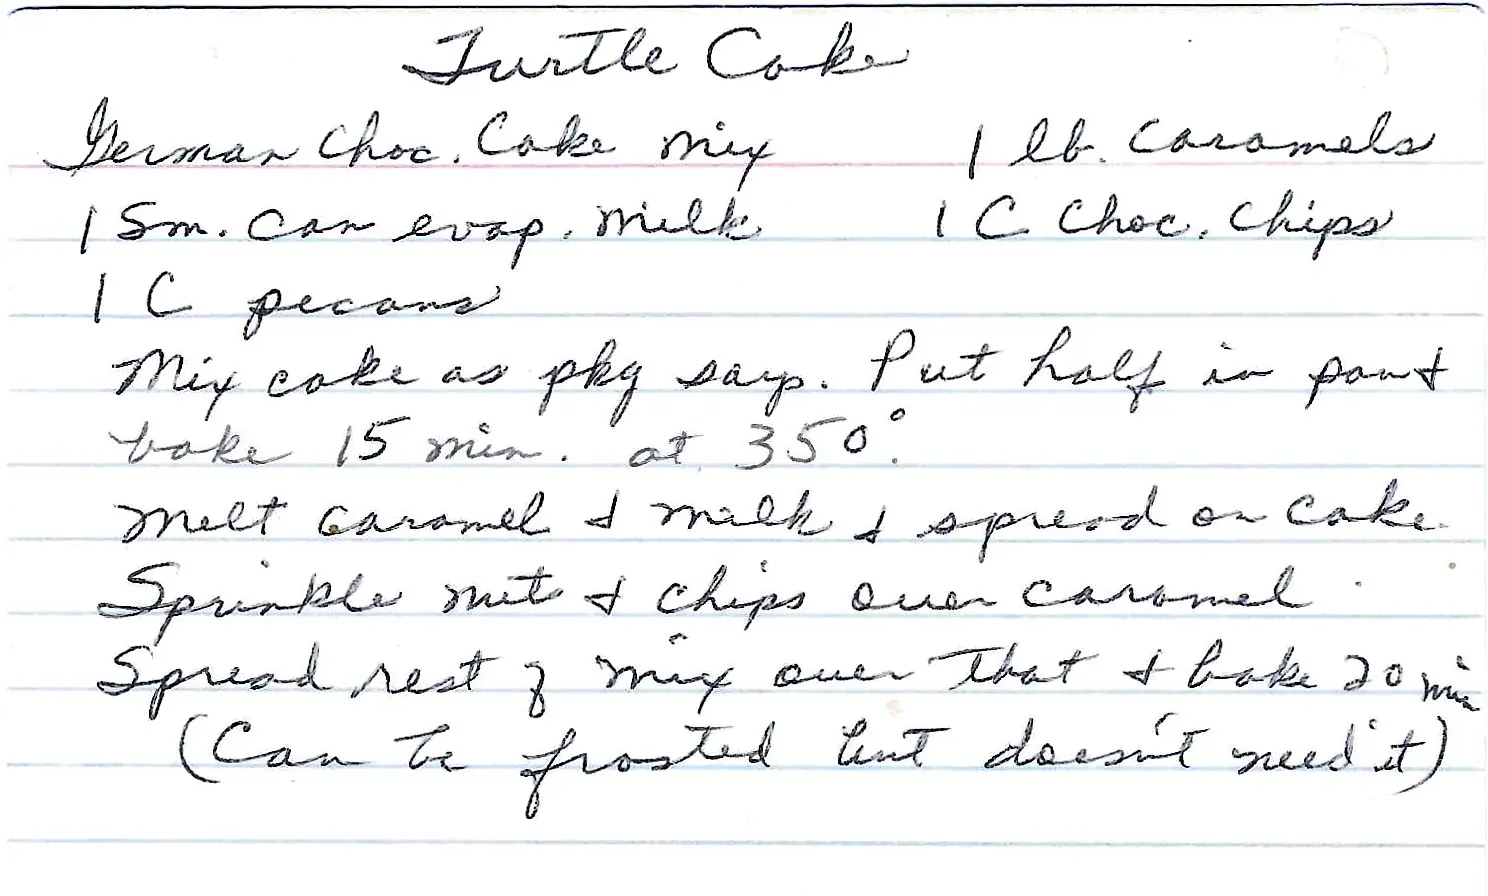 Turtle Cake
German Choc. Cake Mix 1 lb. Caramels
1 Sm. Can evap. Milk 1 C Choc. Chips
1 C pecans
Mix cake as pkg says. Put half in pan &
bake 15 min. at 350°.
Melt caramel & milk & spread on cake.
Sprinkle nuts & chips over caramel
Spread rest of mix over that & bake 20 min
(Can be frosted but doesn't need it)